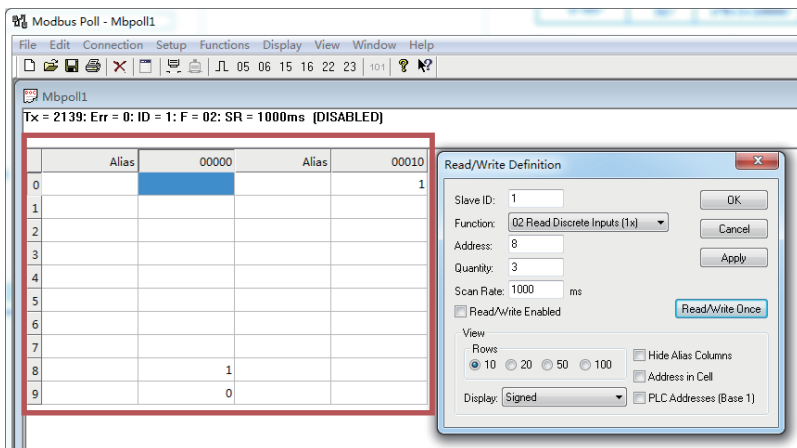 Modbus Poll - Mbpoll1
File Edit Connection Setup Functions Display View Window Help
05 06 15 16 22 23 101
Mbpoll1
Tx = 2139: Err = 0: ID = 1: F = 02: SR = 1000ms (DISABLED)
Alias 00000 Alias 00010
0 1
1
2
3
4
5
6
7
8 1
9 0
Read/Write Definition
Slave ID: 1 OK
Function: 02 Read Discrete Inputs (1x) Cancel
Address: 8
Apply
Quantity: 3
Scan Rate: 1000 ms
Read/Write Enabled Read/Write Once
View
Rows
10 20 50 100 Hide Alias Columns
Address in Cell
Display: Signed PLC Addresses (Base 1)